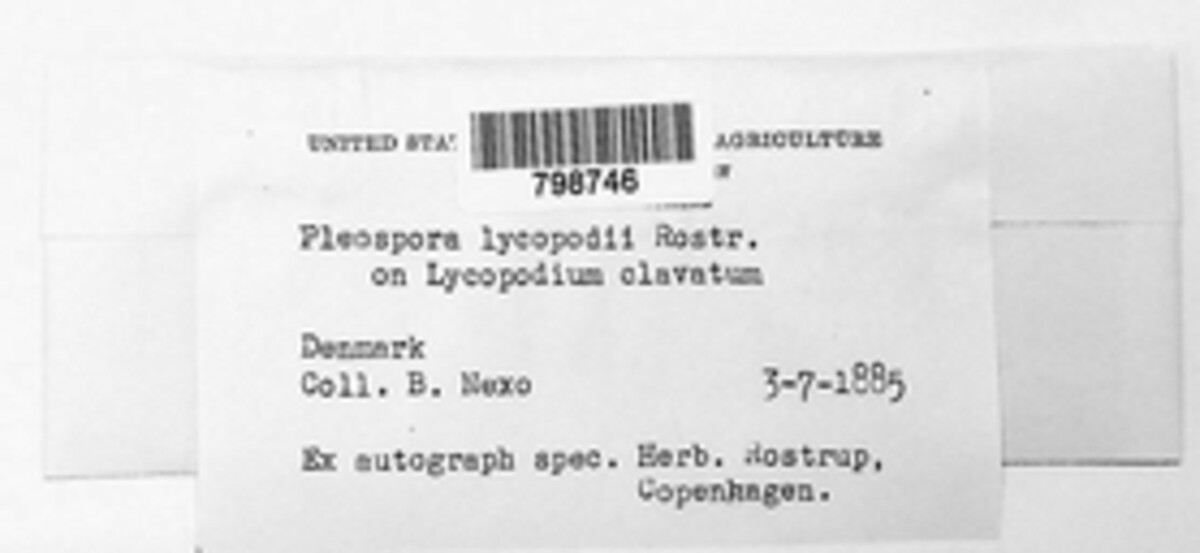 UNITED STAT AGRICULTURE
798746
Pleospora lycopodii Rostr.
on Lycopodium clavatum
Denmark
Coll. B. Nexo 3-7-1885
Ex autograph spec. Herb. Rostrup,
Copenhagen.